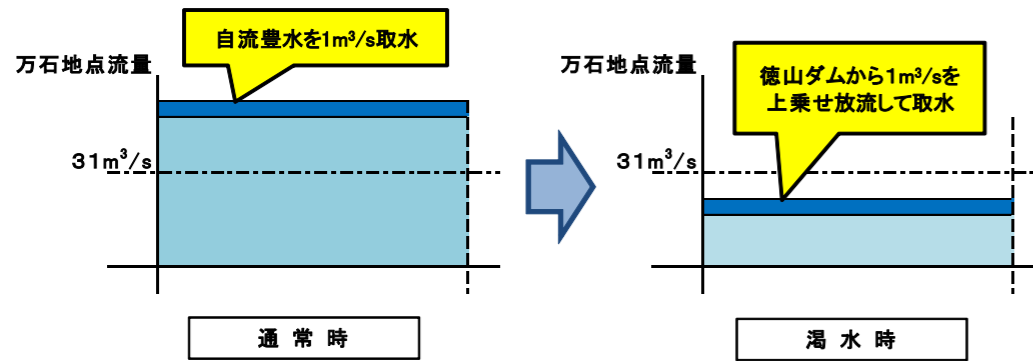 自流豊水を1m³/s取水
万石地点流量
31m³/s
通 常 時
徳山ダムから1m³/sを
上乗せ放流して取水
万石地点流量
31m³/s
渇 水 時